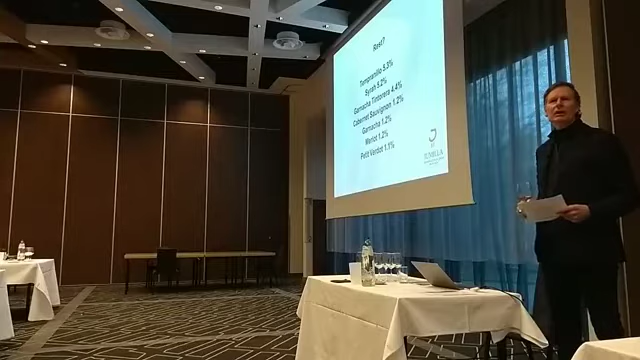 Rest?
Tempranillo 5.3%
Syrah 5.2%
Garnacha Tintorera 4.4%
Cabernet Sauvignon 1.2%
Garnacha 1.2%
Merlot 1.2%
Petit Verdot 1.1%
JUMILLA